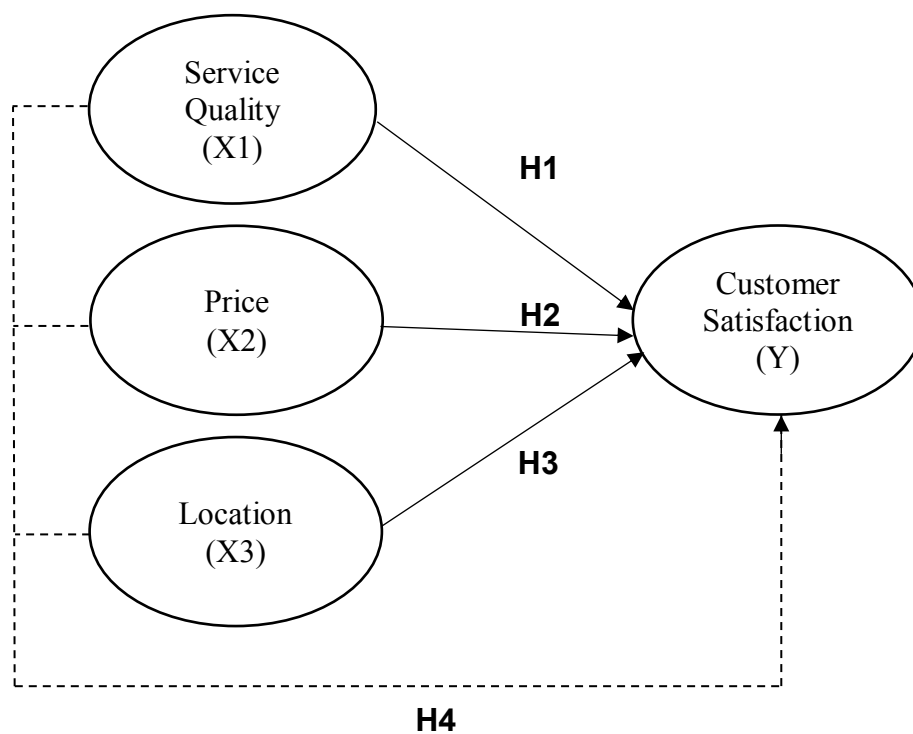 Service
Quality
(X1)
H1
Price
(X2)
H2
Customer
Satisfaction
(Y)
H3
Location
(X3)
H4